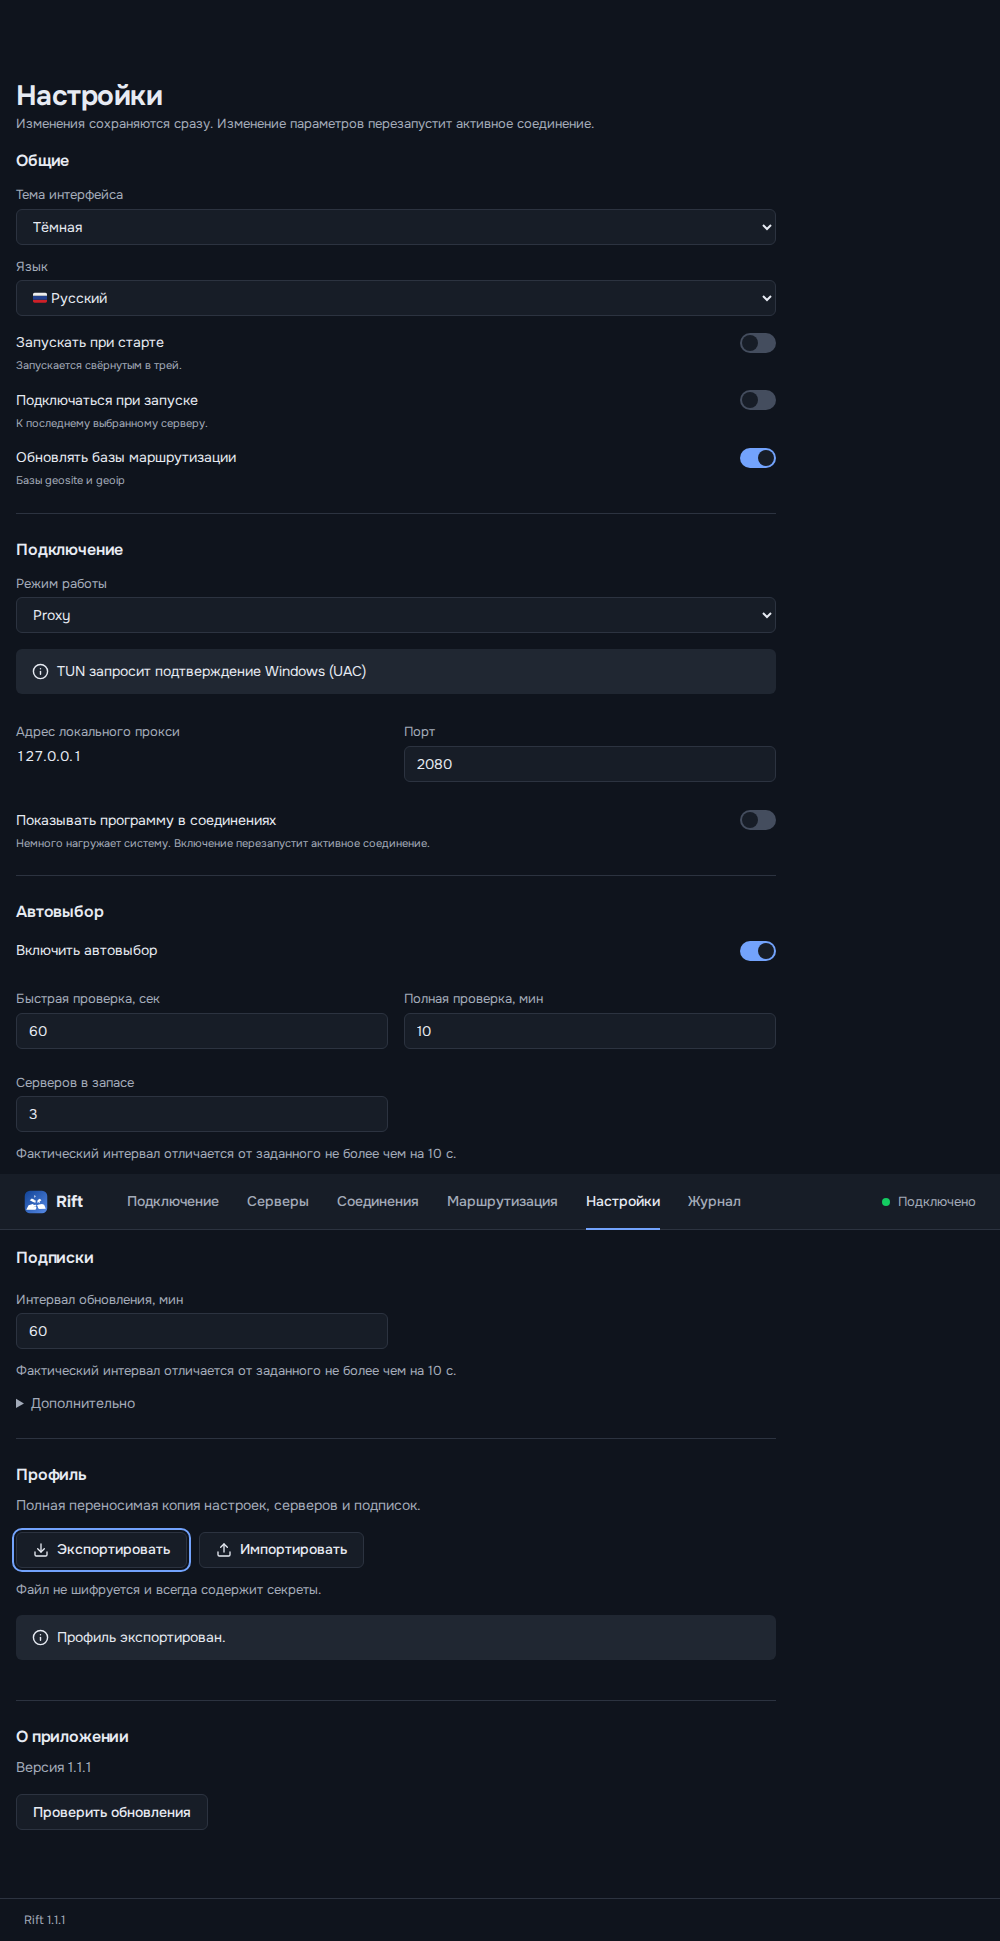 Настройки
Изменения сохраняются сразу. Изменение параметров перезапустит активное соединение.
Общие
Тема интерфейса
Тёмная
Язык
Русский
Запускать при старте
Запускается свёрнутым в трей.
Подключаться при запуске
К последнему выбранному серверу.
Обновлять базы маршрутизации
Базы geosite и geoip
Подключение
Режим работы
Proxy
TUN запросит подтверждение Windows (UAC)
Адрес локального прокси
Порт
127.0.0.1
2080
Показывать программу в соединениях
Немного нагружает систему. Включение перезапустит активное соединение.
Автовыбор
Включить автовыбор
Быстрая проверка, сек
Полная проверка, мин
60
10
Серверов в запасе
3
Фактический интервал отличается от заданного не более чем на 10 с.
Rift Подключение Серверы Соединения Маршрутизация Настройки Журнал Подключено
Подписки
Интервал обновления, мин
60
Фактический интервал отличается от заданного не более чем на 10 с.
Дополнительно
Профиль
Полная переносимая копия настроек, серверов и подписок.
Экспортировать Импортировать
Файл не шифруется и всегда содержит секреты.
Профиль экспортирован.
О приложении
Версия 1.1.1
Проверить обновления
Rift 1.1.1